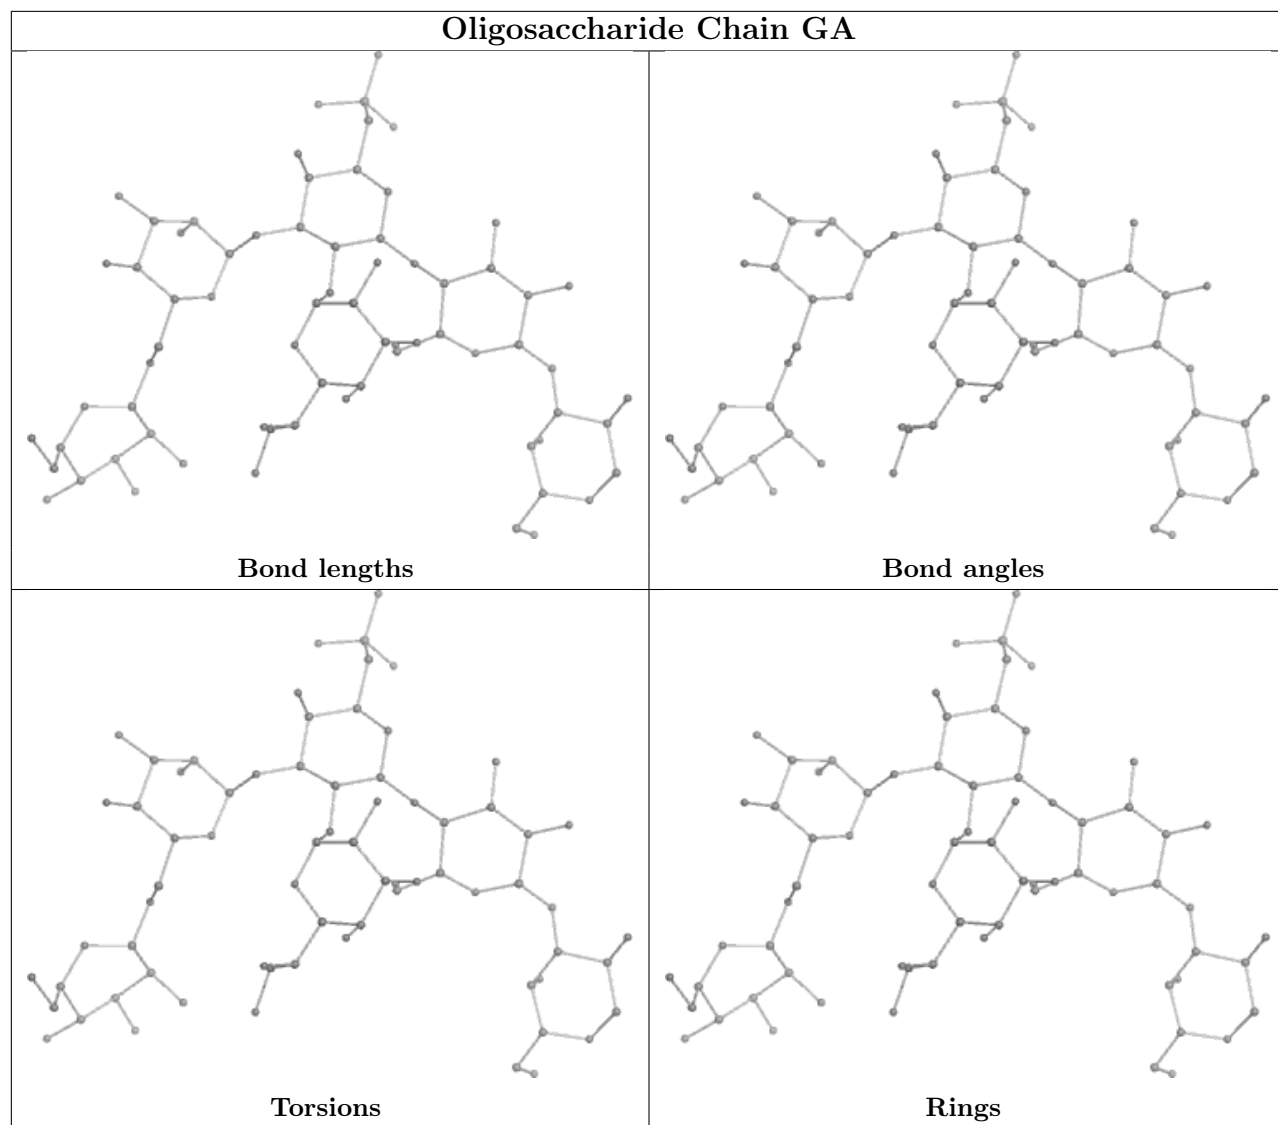 Oligosaccharide Chain GA
Bond lengths
Bond angles
Torsions
Rings